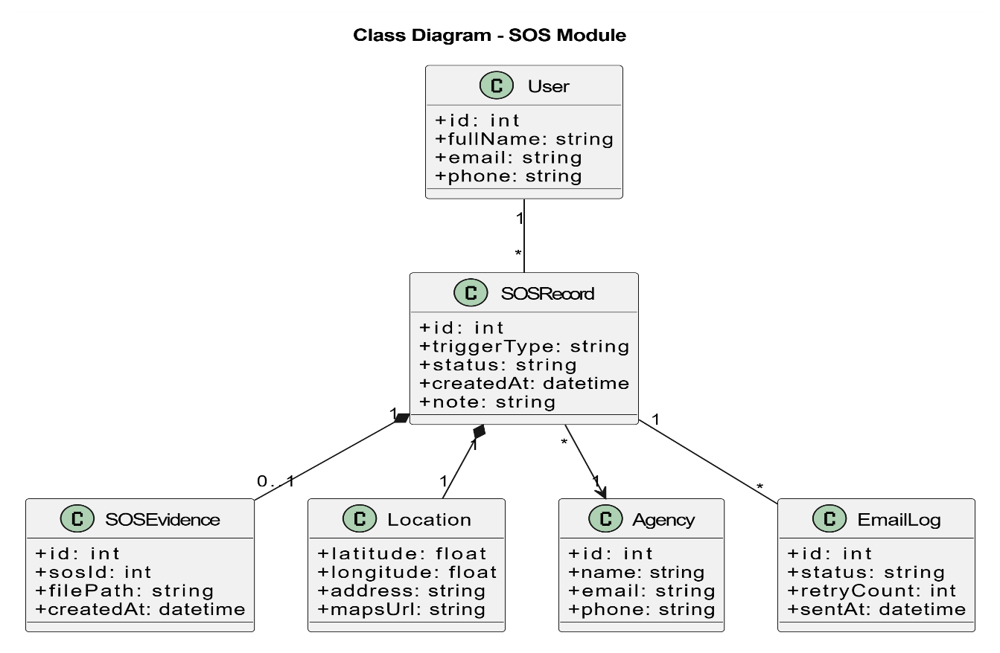 Class Diagram - SOS Module
C User
+id: int
+fullName: string
+email: string
+phone: string
1
*
C SOSRecord
+id: int
+triggerType: string
+status: string
+createdAt: datetime
+note: string
1
1
*
1
0..1
1
1
*
C SOSEvidence
+id: int
+sosId: int
+filePath: string
+createdAt: datetime
C Location
+latitude: float
+longitude: float
+address: string
+mapsUrl: string
C Agency
+id: int
+name: string
+email: string
+phone: string
C EmailLog
+id: int
+status: string
+retryCount: int
+sentAt: datetime